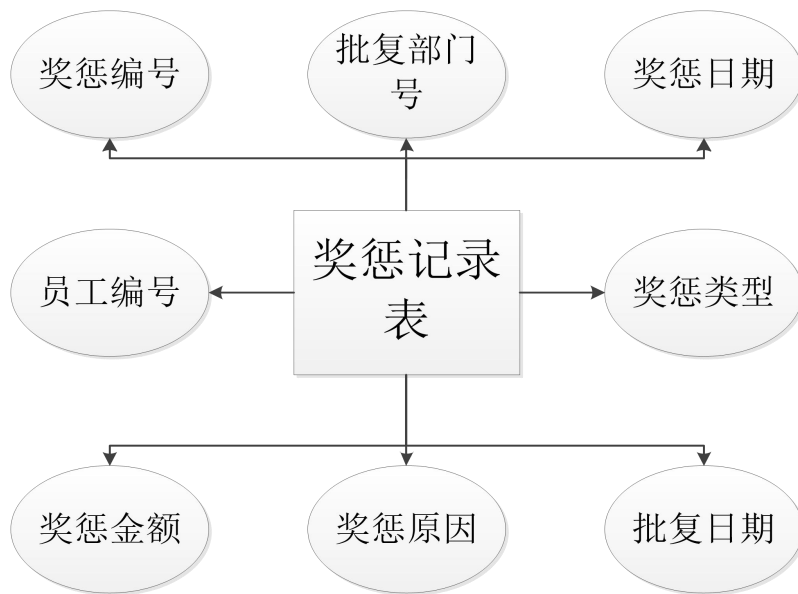 奖惩编号
批复部门
号
奖惩日期
员工编号
奖惩记录
表
奖惩类型
奖惩金额
奖惩原因
批复日期